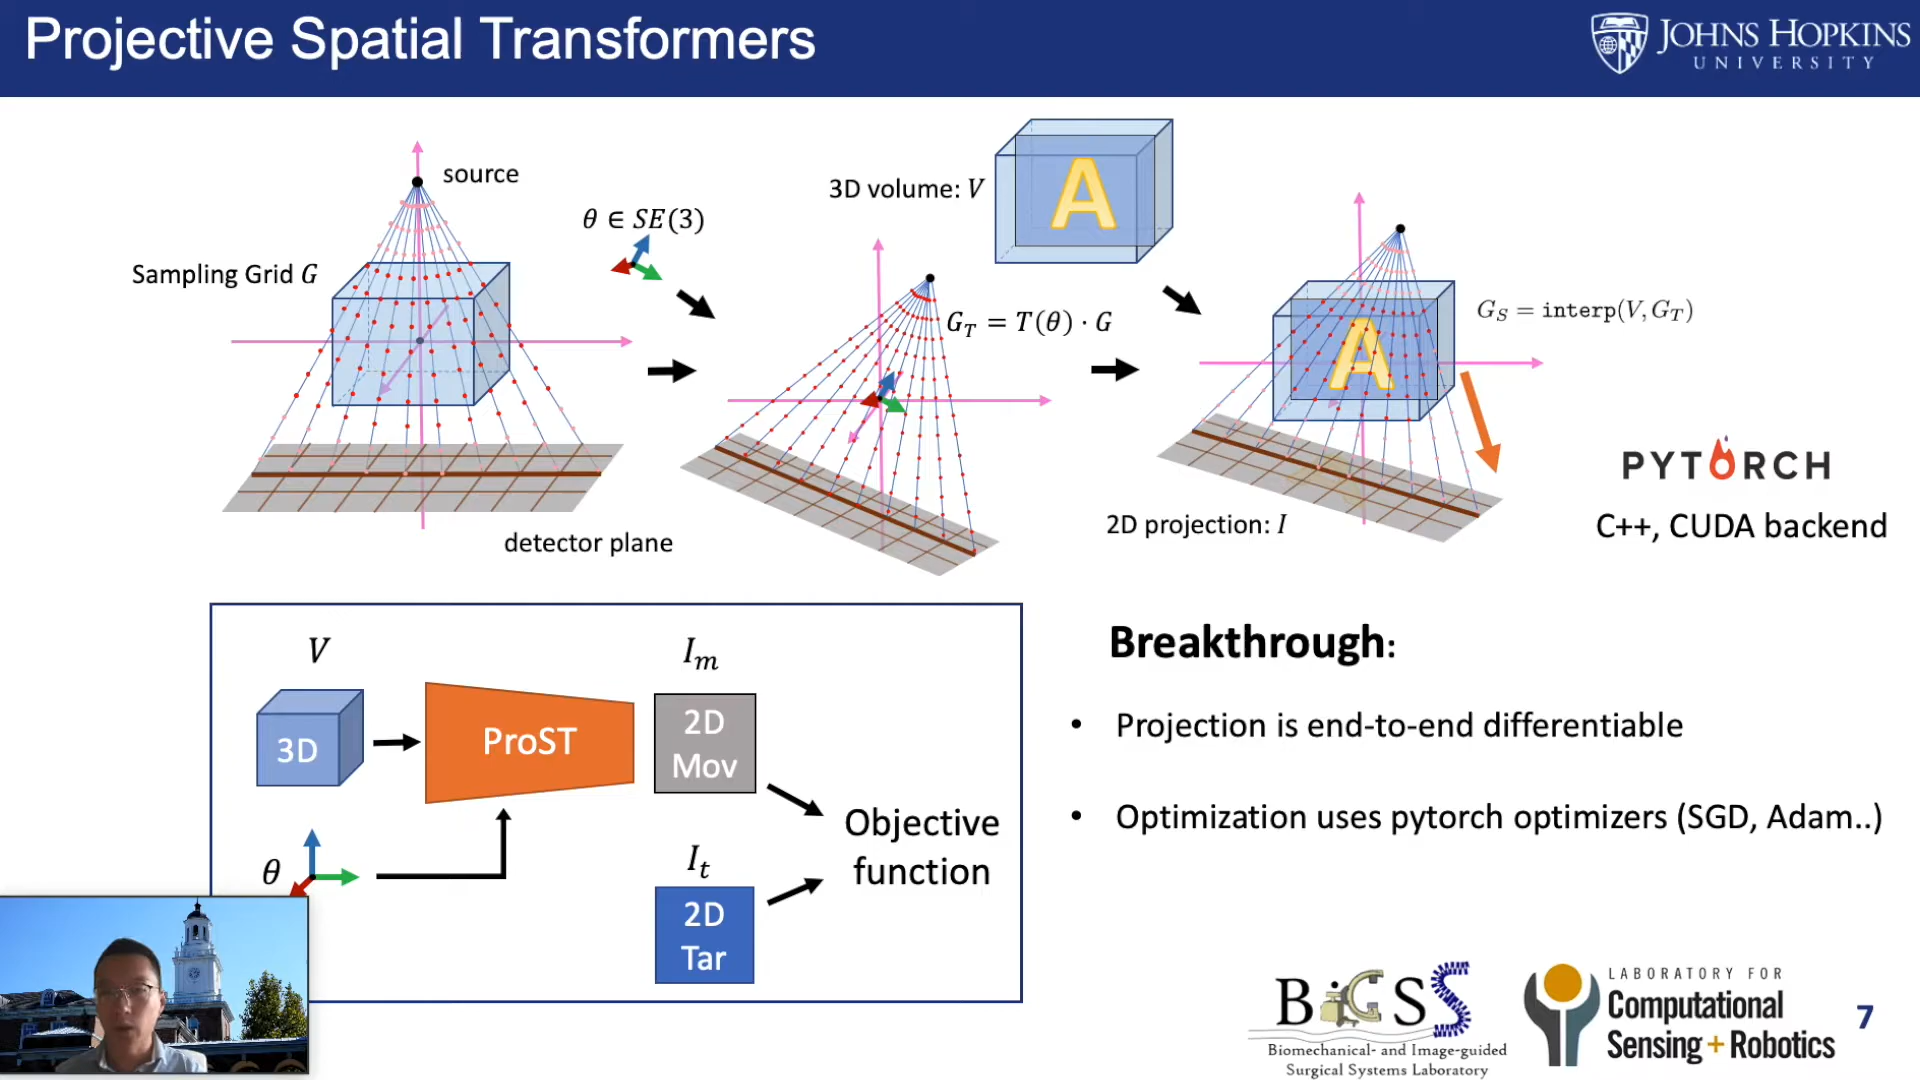 Projective Spatial Transformers
JOHNS HOPKINS
UNIVERSITY
source
θ ∈ SE(3)
Sampling Grid G
detector plane
3D volume: V
A
G_T = T(θ) · G
G_S = interp(V, G_T)
A
2D projection: I
PYTORCH
C++, CUDA backend
V
3D
ProST
I_m
2D
Mov
θ
I_t
2D
Tar
Objective
function
Breakthrough:
• Projection is end-to-end differentiable
• Optimization uses pytorch optimizers (SGD, Adam..)
BiGSS
Biomechanical- and Image-guided
Surgical Systems Laboratory
LABORATORY FOR
Computational
Sensing + Robotics
7